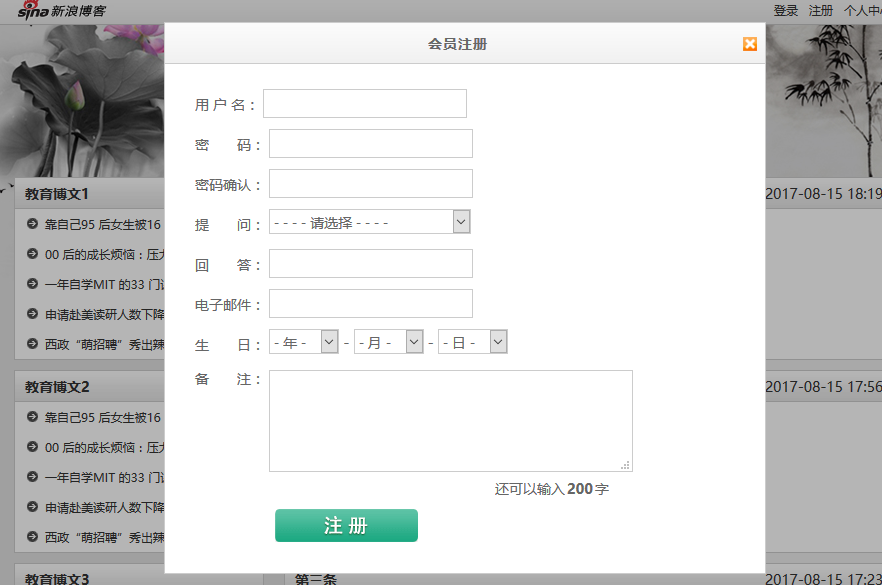 sina 新浪博客
登录 注册 个人中
会员注册
用 户 名：
密 码：
密码确认：
提 问： - - - - 请选择 - - - -
回 答：
电子邮件：
生 日： - 年 - - - 月 - - - 日 -
备 注：
还可以输入200字
注 册
教育博文1
2017-08-15 18:19
靠自己95 后女生被16
00 后的成长烦恼：压
一年自学MIT 的33 门
申请赴美读研人数下降
西政“萌招聘”秀出辣
教育博文2
2017-08-15 17:56
靠自己95 后女生被16
00 后的成长烦恼：压
一年自学MIT 的33 门
申请赴美读研人数下降
西政“萌招聘”秀出辣
教育博文3
第三条
2017-08-15 17:23